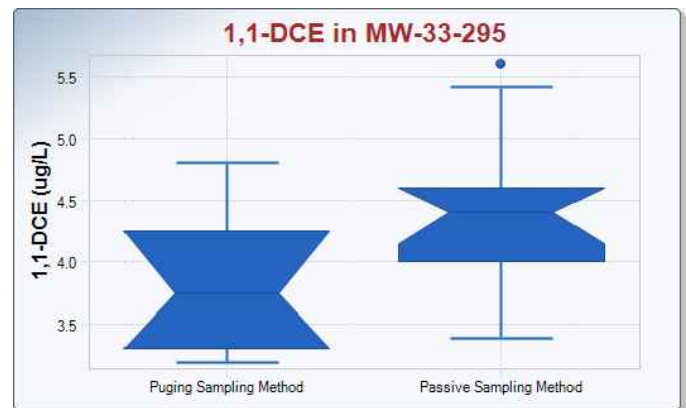 1,1-DCE in MW-33-295
1,1-DCE (ug/L)
5.5
5.0
4.5
4.0
3.5
Puging Sampling Method Passive Sampling Method